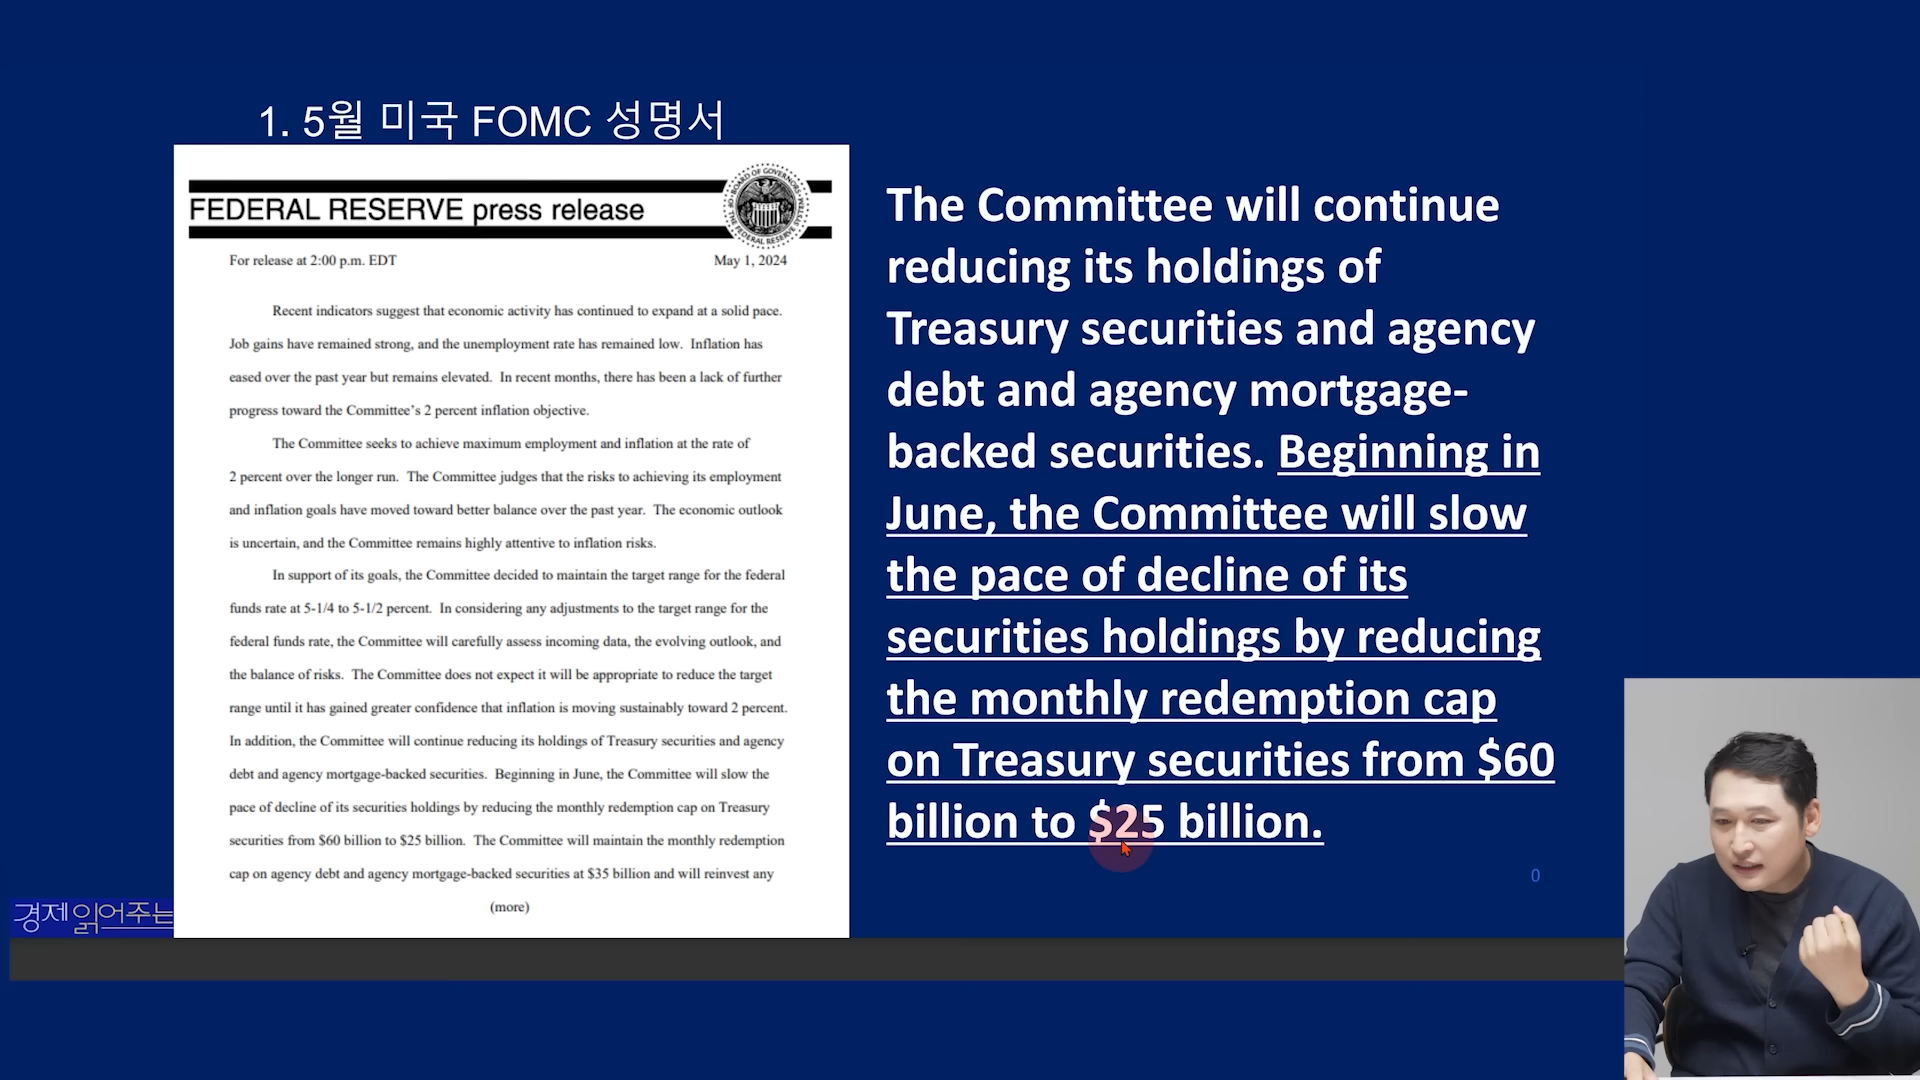 1. 5월 미국 FOMC 성명서
FEDERAL RESERVE press release
BOARD OF GOVERNORS
OF THE FEDERAL RESERVE
For release at 2:00 p.m. EDT
May 1, 2024
Recent indicators suggest that economic activity has continued to expand at a solid pace.
Job gains have remained strong, and the unemployment rate has remained low. Inflation has
eased over the past year but remains elevated. In recent months, there has been a lack of further
progress toward the Committee’s 2 percent inflation objective.
The Committee seeks to achieve maximum employment and inflation at the rate of
2 percent over the longer run. The Committee judges that the risks to achieving its employment
and inflation goals have moved toward better balance over the past year. The economic outlook
is uncertain, and the Committee remains highly attentive to inflation risks.
In support of its goals, the Committee decided to maintain the target range for the federal
funds rate at 5-1/4 to 5-1/2 percent. In considering any adjustments to the target range for the
federal funds rate, the Committee will carefully assess incoming data, the evolving outlook, and
the balance of risks. The Committee does not expect it will be appropriate to reduce the target
range until it has gained greater confidence that inflation is moving sustainably toward 2 percent.
In addition, the Committee will continue reducing its holdings of Treasury securities and agency
debt and agency mortgage-backed securities. Beginning in June, the Committee will slow the
pace of decline of its securities holdings by reducing the monthly redemption cap on Treasury
securities from $60 billion to $25 billion. The Committee will maintain the monthly redemption
cap on agency debt and agency mortgage-backed securities at $35 billion and will reinvest any
(more)
The Committee will continue
reducing its holdings of
Treasury securities and agency
debt and agency mortgage-
backed securities. Beginning in
June, the Committee will slow
the pace of decline of its
securities holdings by reducing
the monthly redemption cap
on Treasury securities from $60
billion to $25 billion.
0
경제읽어주는